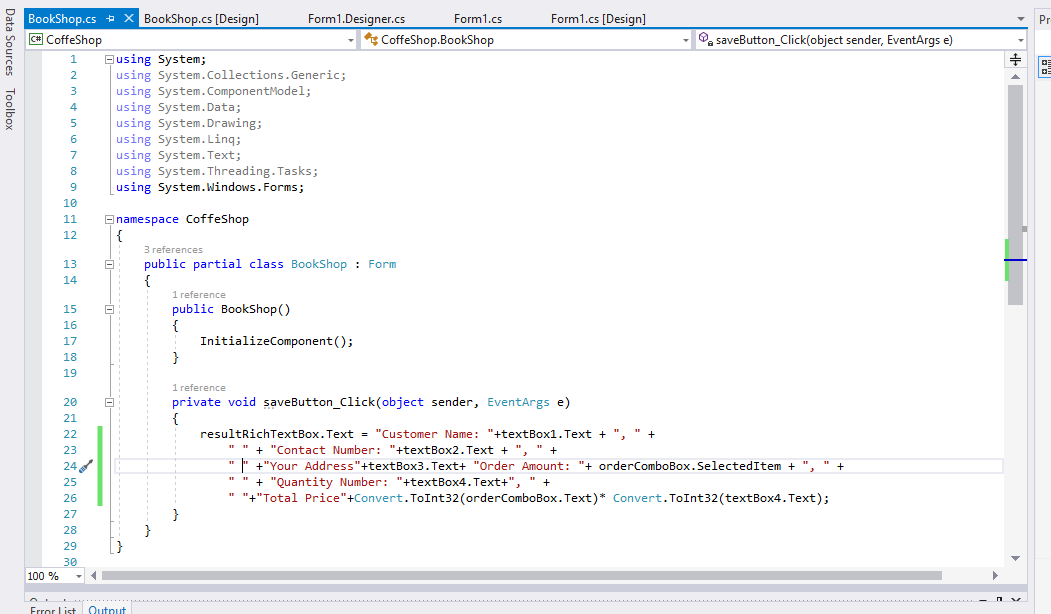 Data Sources
Toolbox
BookShop.cs BookShop.cs [Design] Form1.Designer.cs Form1.cs Form1.cs [Design]
Pr
C# CoffeShop CoffeShop.BookShop saveButton_Click(object sender, EventArgs e)
1 using System;
2 using System.Collections.Generic;
3 using System.ComponentModel;
4 using System.Data;
5 using System.Drawing;
6 using System.Linq;
7 using System.Text;
8 using System.Threading.Tasks;
9 using System.Windows.Forms;
10
11 namespace CoffeShop
12 {
3 references
13 public partial class BookShop : Form
14 {
1 reference
15 public BookShop()
16 {
17 InitializeComponent();
18 }
19
1 reference
20 private void saveButton_Click(object sender, EventArgs e)
21 {
22 resultRichTextBox.Text = "Customer Name: "+textBox1.Text + ", " +
23 " " + "Contact Number: "+textBox2.Text + ", " +
24 " " +"Your Address"+textBox3.Text+ "Order Amount: "+ orderComboBox.SelectedItem + ", " +
25 " " + "Quantity Number: "+textBox4.Text+", " +
26 " "+"Total Price"+Convert.ToInt32(orderComboBox.Text)* Convert.ToInt32(textBox4.Text);
27 }
28 }
29 }
30
100 %
Error List Output